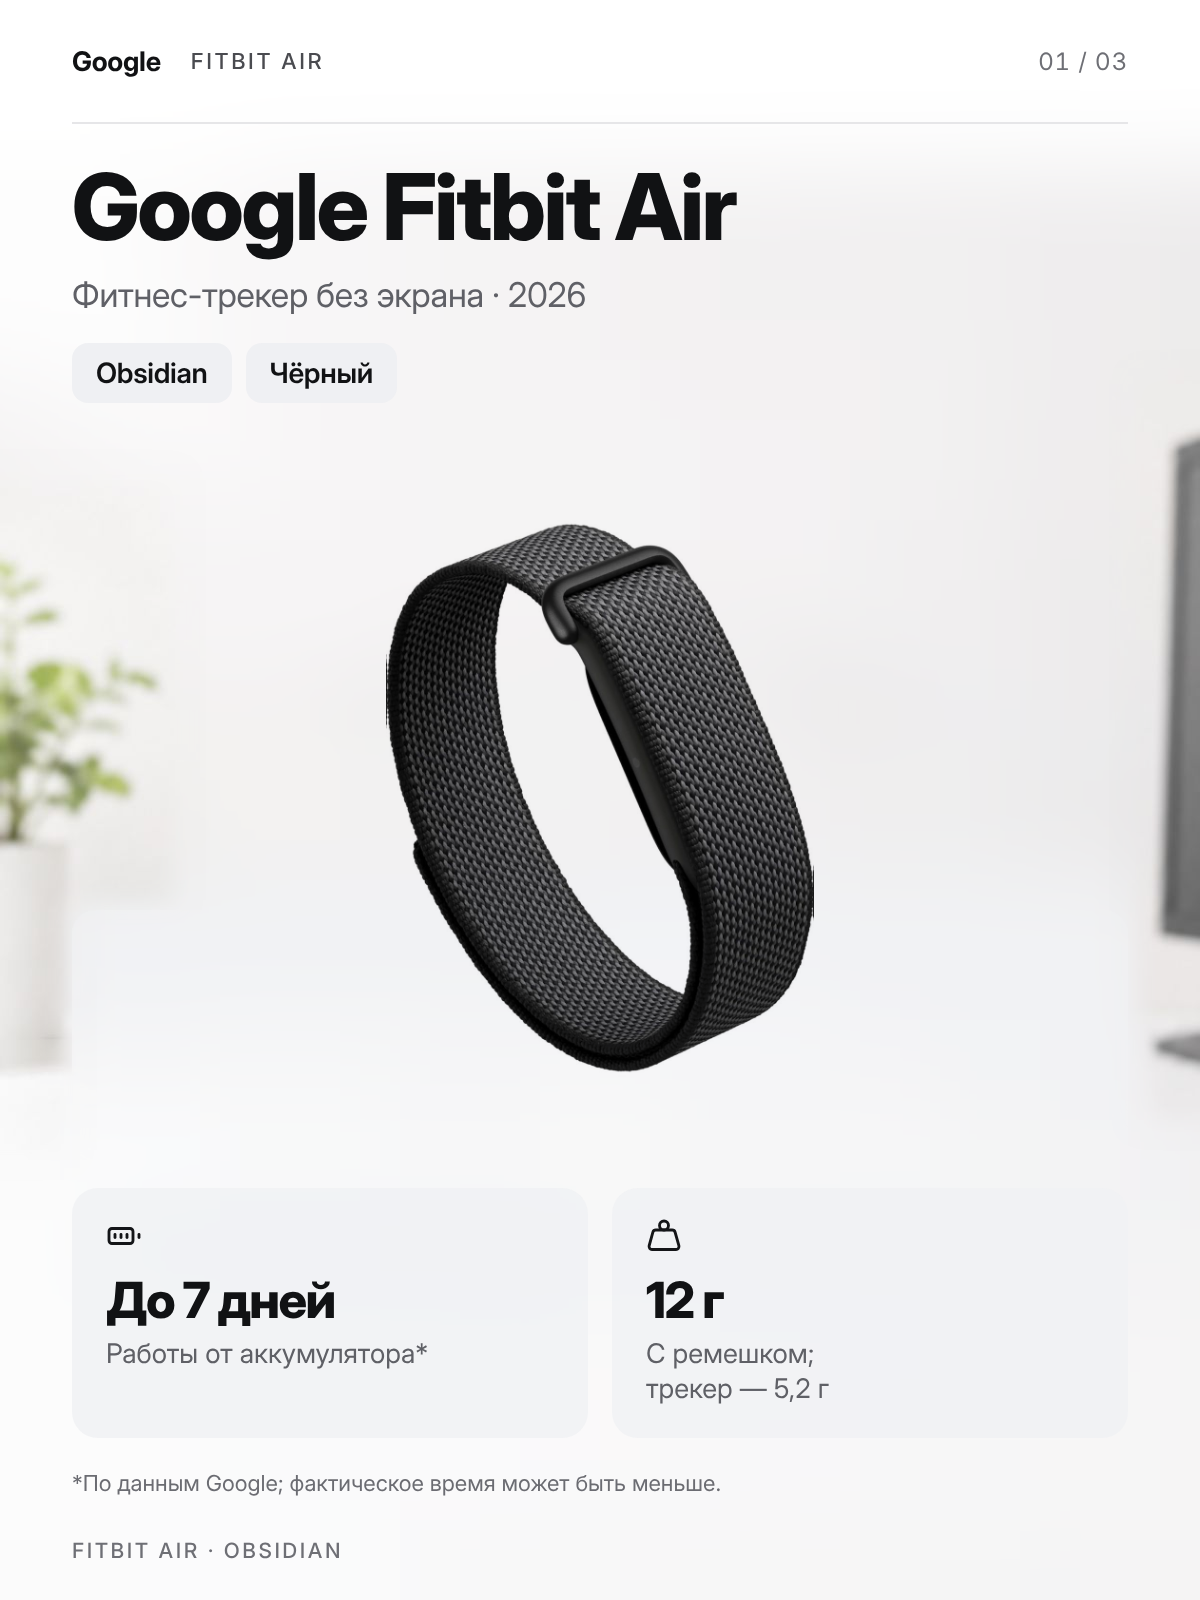 Google FITBIT AIR 01 / 03
Google Fitbit Air
Фитнес-трекер без экрана · 2026
Obsidian Чёрный
До 7 дней
Работы от аккумулятора*
12 г
С ремешком;
трекер — 5,2 г
*По данным Google; фактическое время может быть меньше.
FITBIT AIR · OBSIDIAN